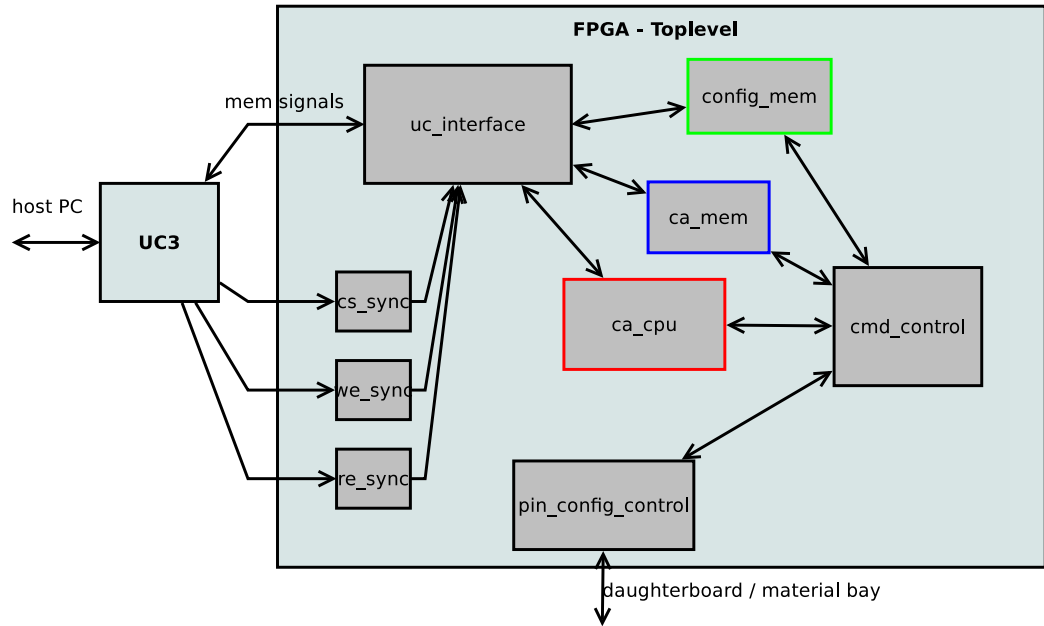 FPGA - Toplevel
mem signals
uc_interface
config_mem
host PC
UC3
ca_mem
cs_sync
ca_cpu
cmd_control
we_sync
re_sync
pin_config_control
daughterboard / material bay